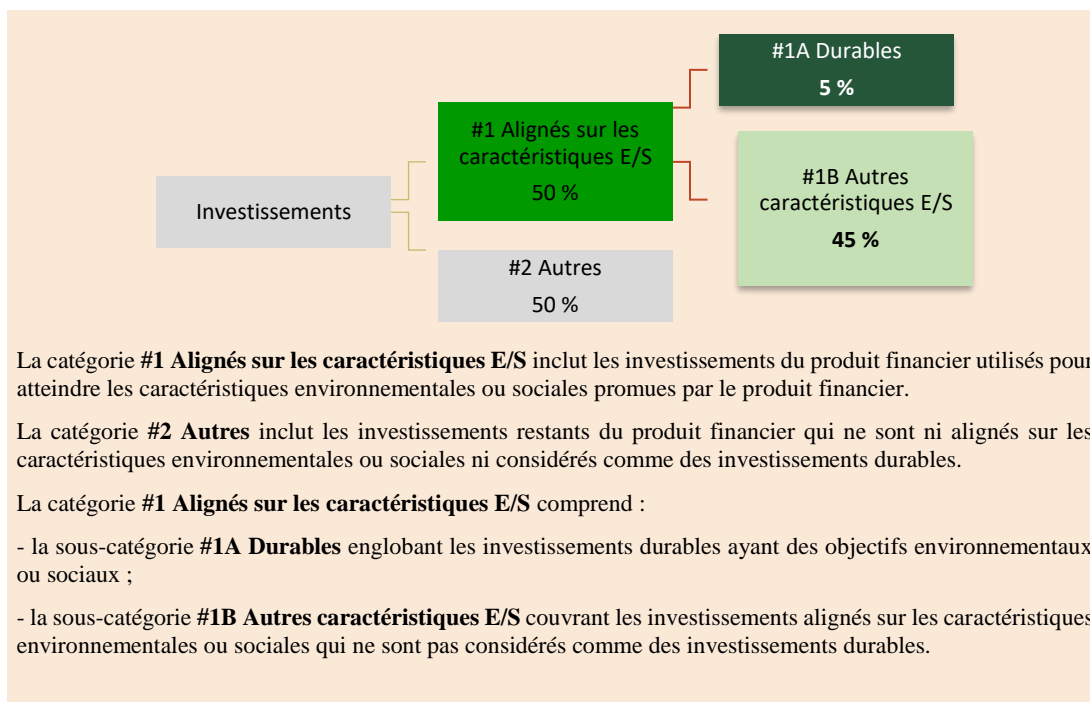 #1A Durables
5 %
#1 Alignés sur les
caractéristiques E/S
50 %
#1B Autres
caractéristiques E/S
45 %
Investissements
#2 Autres
50 %
La catégorie #1 Alignés sur les caractéristiques E/S inclut les investissements du produit financier utilisés pour
atteindre les caractéristiques environnementales ou sociales promues par le produit financier.
La catégorie #2 Autres inclut les investissements restants du produit financier qui ne sont ni alignés sur les
caractéristiques environnementales ou sociales ni considérés comme des investissements durables.
La catégorie #1 Alignés sur les caractéristiques E/S comprend :
- la sous-catégorie #1A Durables englobant les investissements durables ayant des objectifs environnementaux
ou sociaux ;
- la sous-catégorie #1B Autres caractéristiques E/S couvrant les investissements alignés sur les caractéristiques
environnementales ou sociales qui ne sont pas considérés comme des investissements durables.